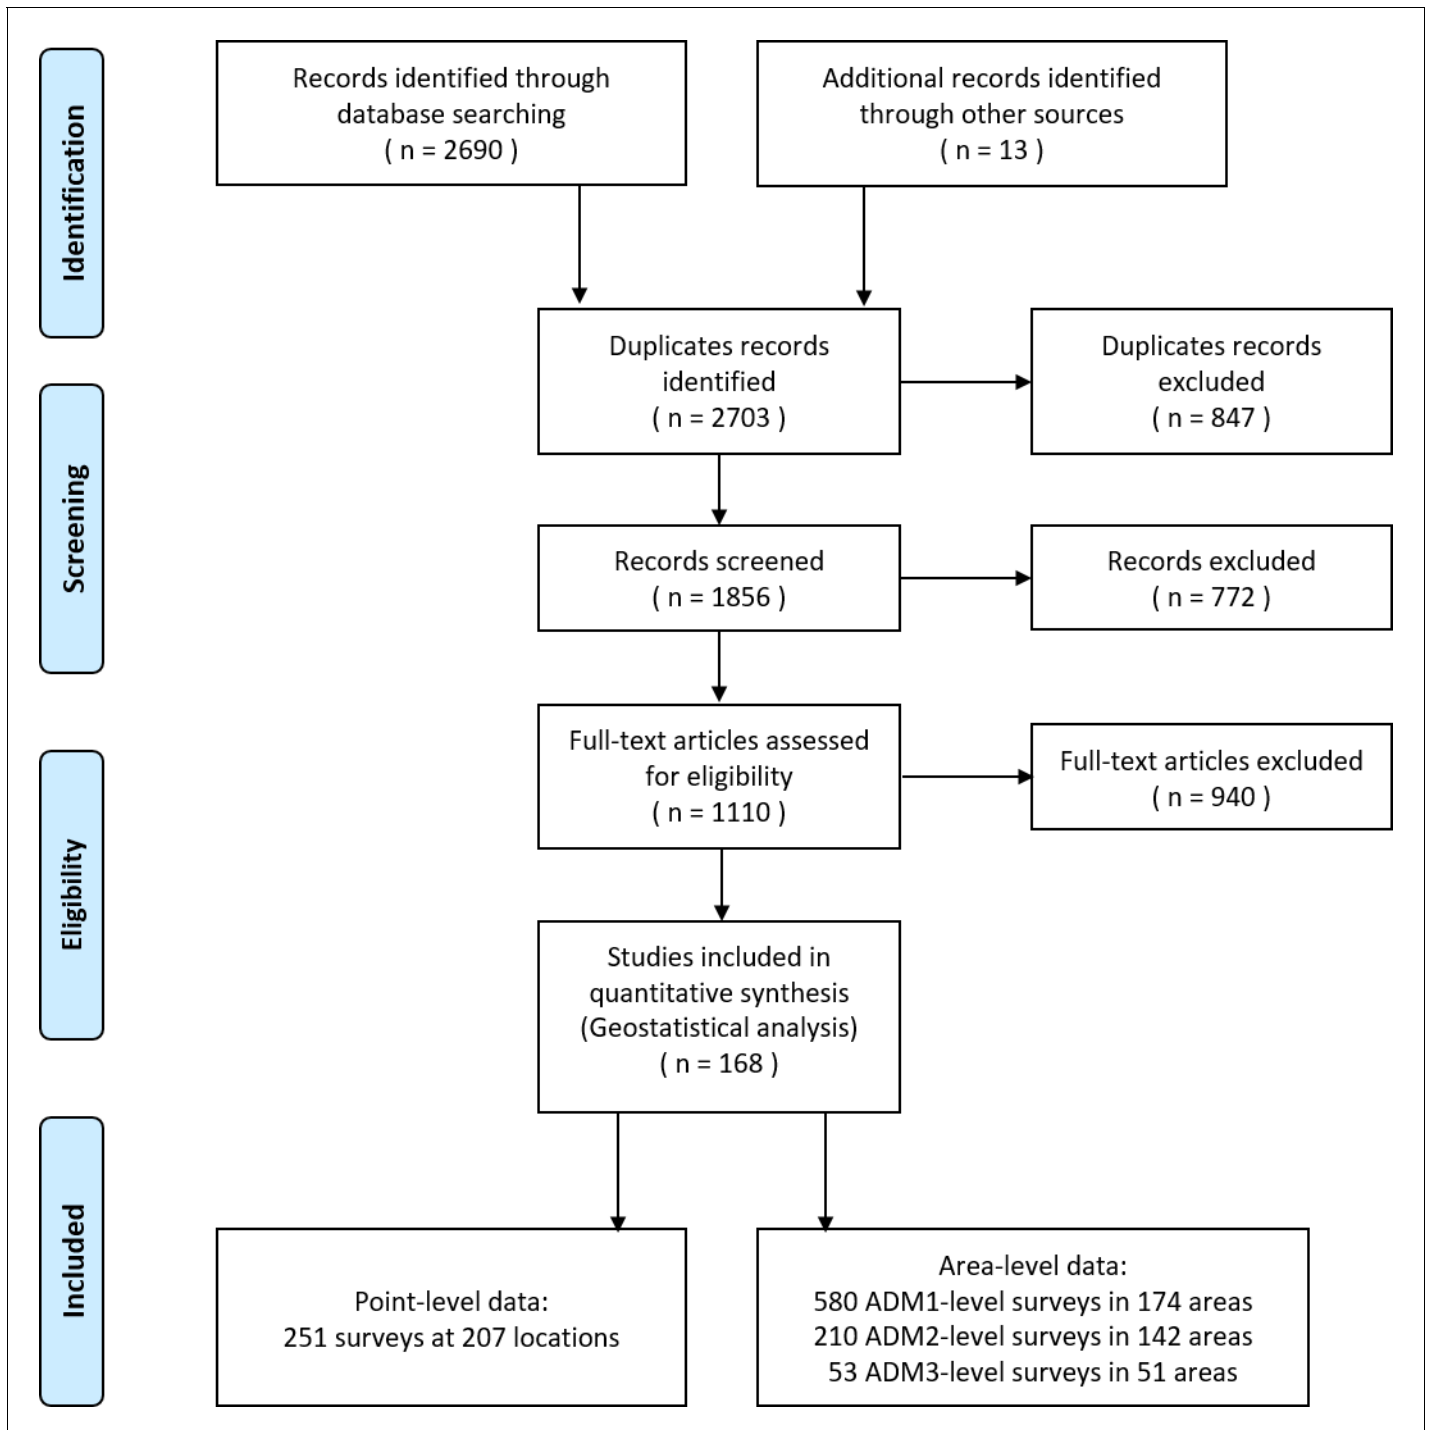 Identification
Records identified through
database searching
( n = 2690 )
Additional records identified
through other sources
( n = 13 )
Duplicates records
identified
( n = 2703 )
Duplicates records
excluded
( n = 847 )
Screening
Records screened
( n = 1856 )
Records excluded
( n = 772 )
Eligibility
Full-text articles assessed
for eligibility
( n = 1110 )
Full-text articles excluded
( n = 940 )
Studies included in
quantitative synthesis
(Geostatistical analysis)
( n = 168 )
Included
Point-level data:
251 surveys at 207 locations
Area-level data:
580 ADM1-level surveys in 174 areas
210 ADM2-level surveys in 142 areas
53 ADM3-level surveys in 51 areas